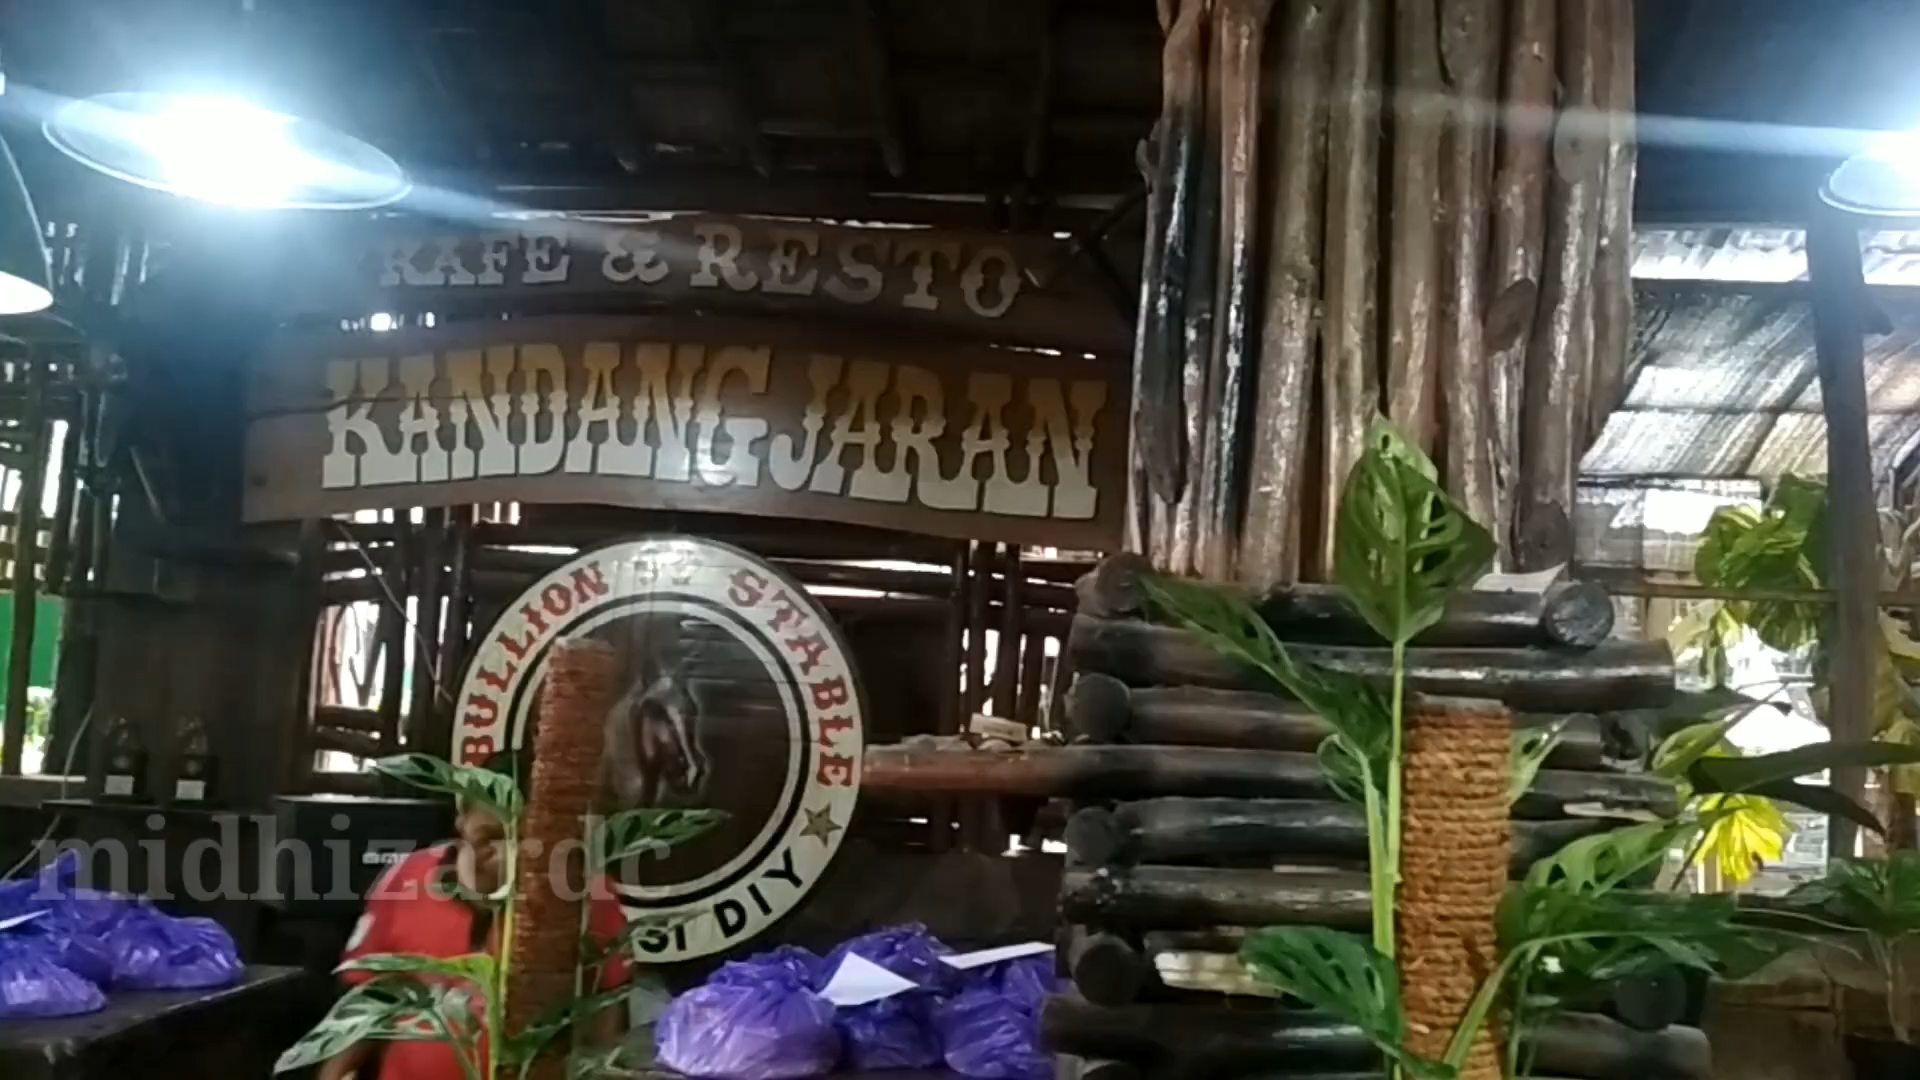 KAFE & RESTO
KANDANG JARAN
BULLION STABLE
DIY
midhizardc